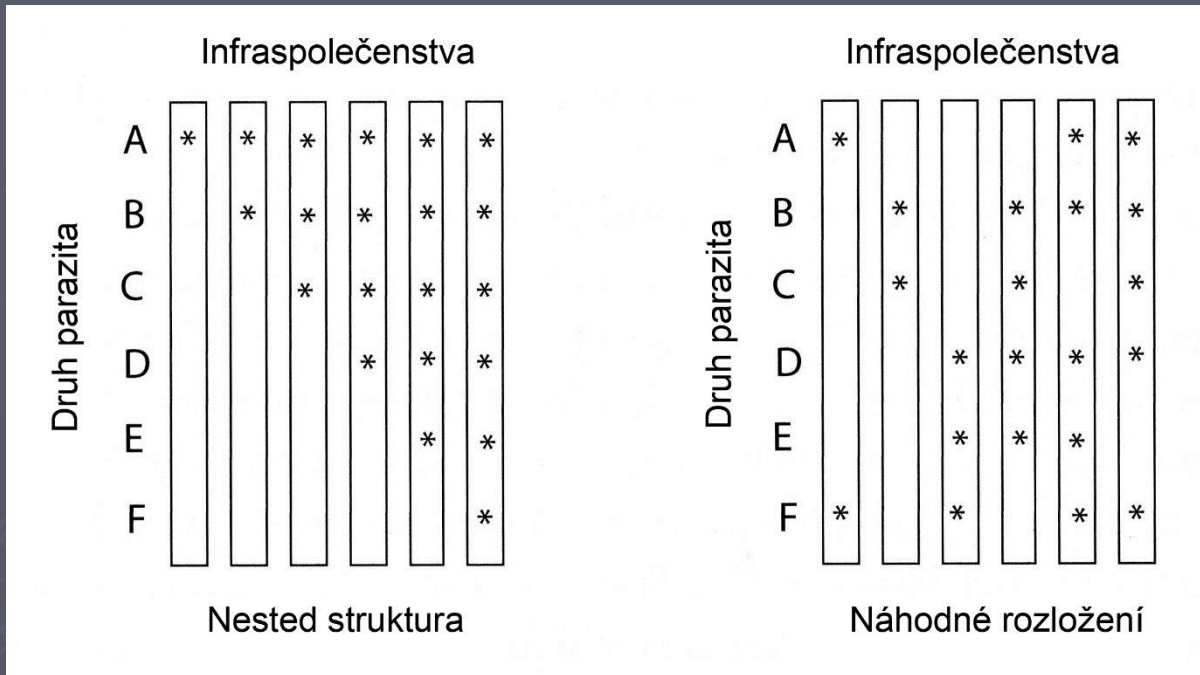 Infraspolečenstva
Druh parazita
A * * * * * *
B * * * * *
C * * * *
D * * *
E * *
F *
Nested struktura
Infraspolečenstva
Druh parazita
A * * *
B * * * *
C * * *
D * * * *
E * * *
F * * * *
Náhodné rozložení